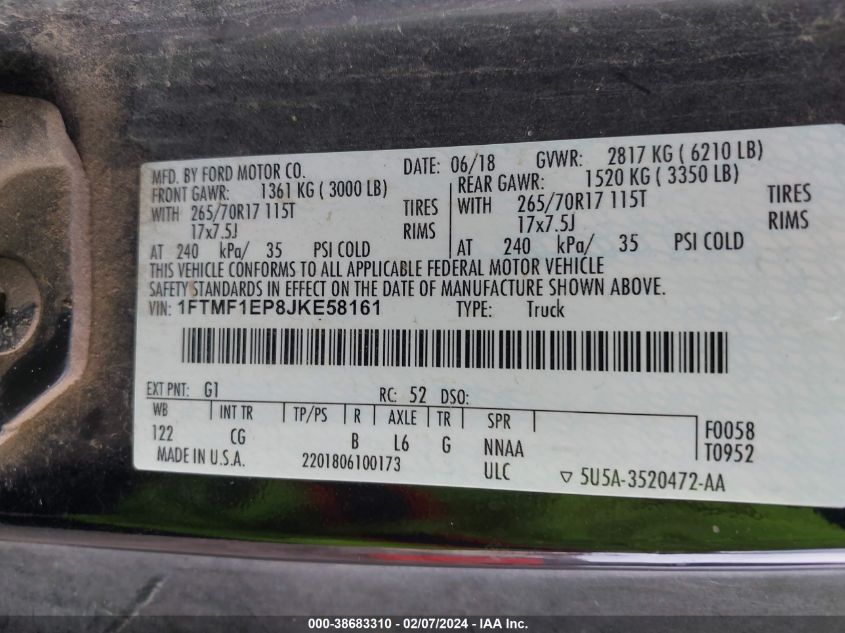 MFD. BY FORD MOTOR CO. DATE: 06/18 GVWR: 2817 KG ( 6210 LB)
FRONT GAWR: 1361 KG ( 3000 LB) REAR GAWR: 1520 KG ( 3350 LB)
WITH 265/70R17 115T TIRES WITH 265/70R17 115T TIRES
17x7.5J RIMS 17x7.5J RIMS
AT 240 kPa/ 35 PSI COLD AT 240 kPa/ 35 PSI COLD
THIS VEHICLE CONFORMS TO ALL APPLICABLE FEDERAL MOTOR VEHICLE
SAFETY STANDARDS IN EFFECT ON THE DATE OF MANUFACTURE SHOWN ABOVE.
VIN: 1FTMF1EP8JKE58161 TYPE: Truck
EXT PNT: G1 RC: 52 DSO:
WB INT TR TP/PS R AXLE TR SPR F0058
122 CG B L6 G NNAA T0952
MADE IN U.S.A. 2201806100173 ULC ▽ 5U5A-3520472-AA
000-38683310 - 02/07/2024 - IAA Inc.